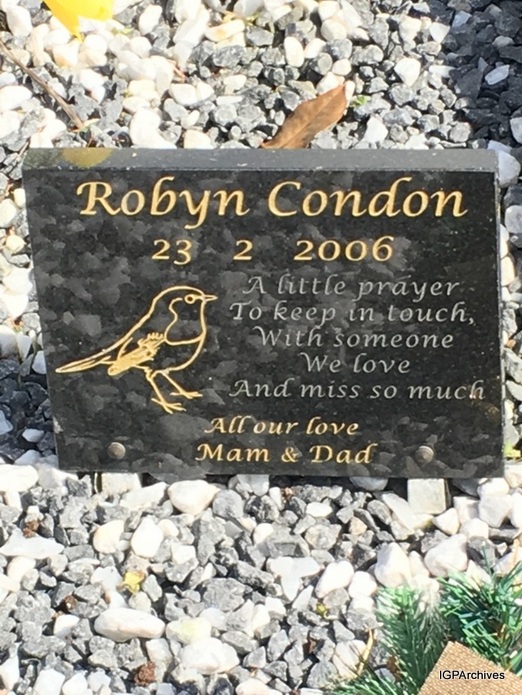 Robyn Condon
23 2 2006
A little prayer
To keep in touch,
With someone
We love
And miss so much
All our love
Mam & Dad
IGPArchives